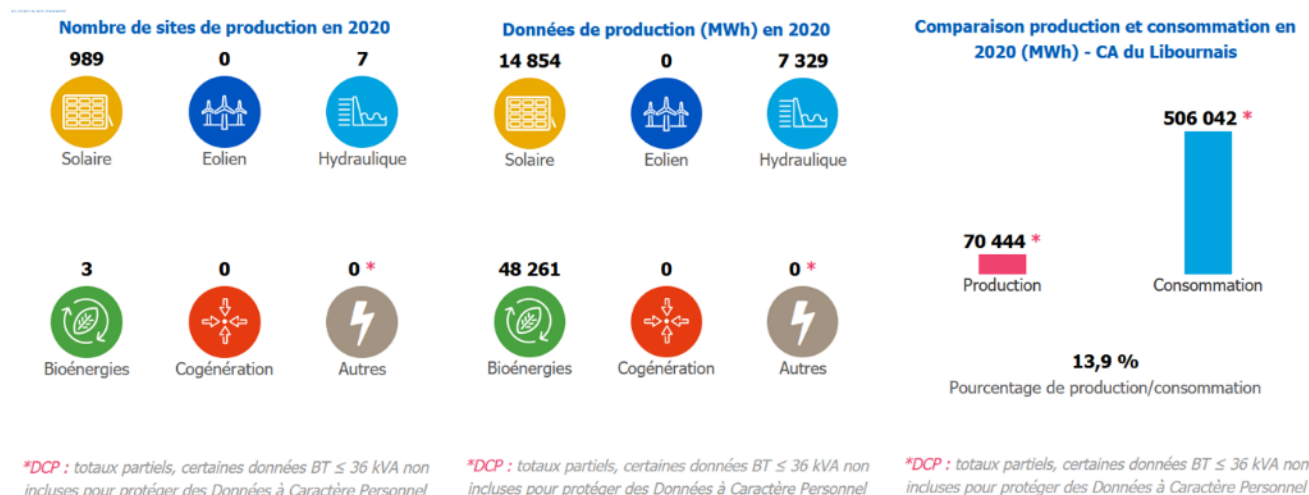 Nombre de sites de production en 2020
989
0
7
Solaire
Eolien
Hydraulique
3
0
0 *
Bioénergies
Cogénération
Autres
*DCP : totaux partiels, certaines données BT ≤ 36 kVA non
incluses pour protéger des Données à Caractère Personnel
Données de production (MWh) en 2020
14 854
0
7 329
Solaire
Eolien
Hydraulique
48 261
0
0 *
Bioénergies
Cogénération
Autres
*DCP : totaux partiels, certaines données BT ≤ 36 kVA non
incluses pour protéger des Données à Caractère Personnel
Comparaison production et consommation en
2020 (MWh) - CA du Libournais
506 042 *
70 444 *
Production
Consommation
13,9 %
Pourcentage de production/consommation
*DCP : totaux partiels, certaines données BT ≤ 36 kVA non
incluses pour protéger des Données à Caractère Personnel